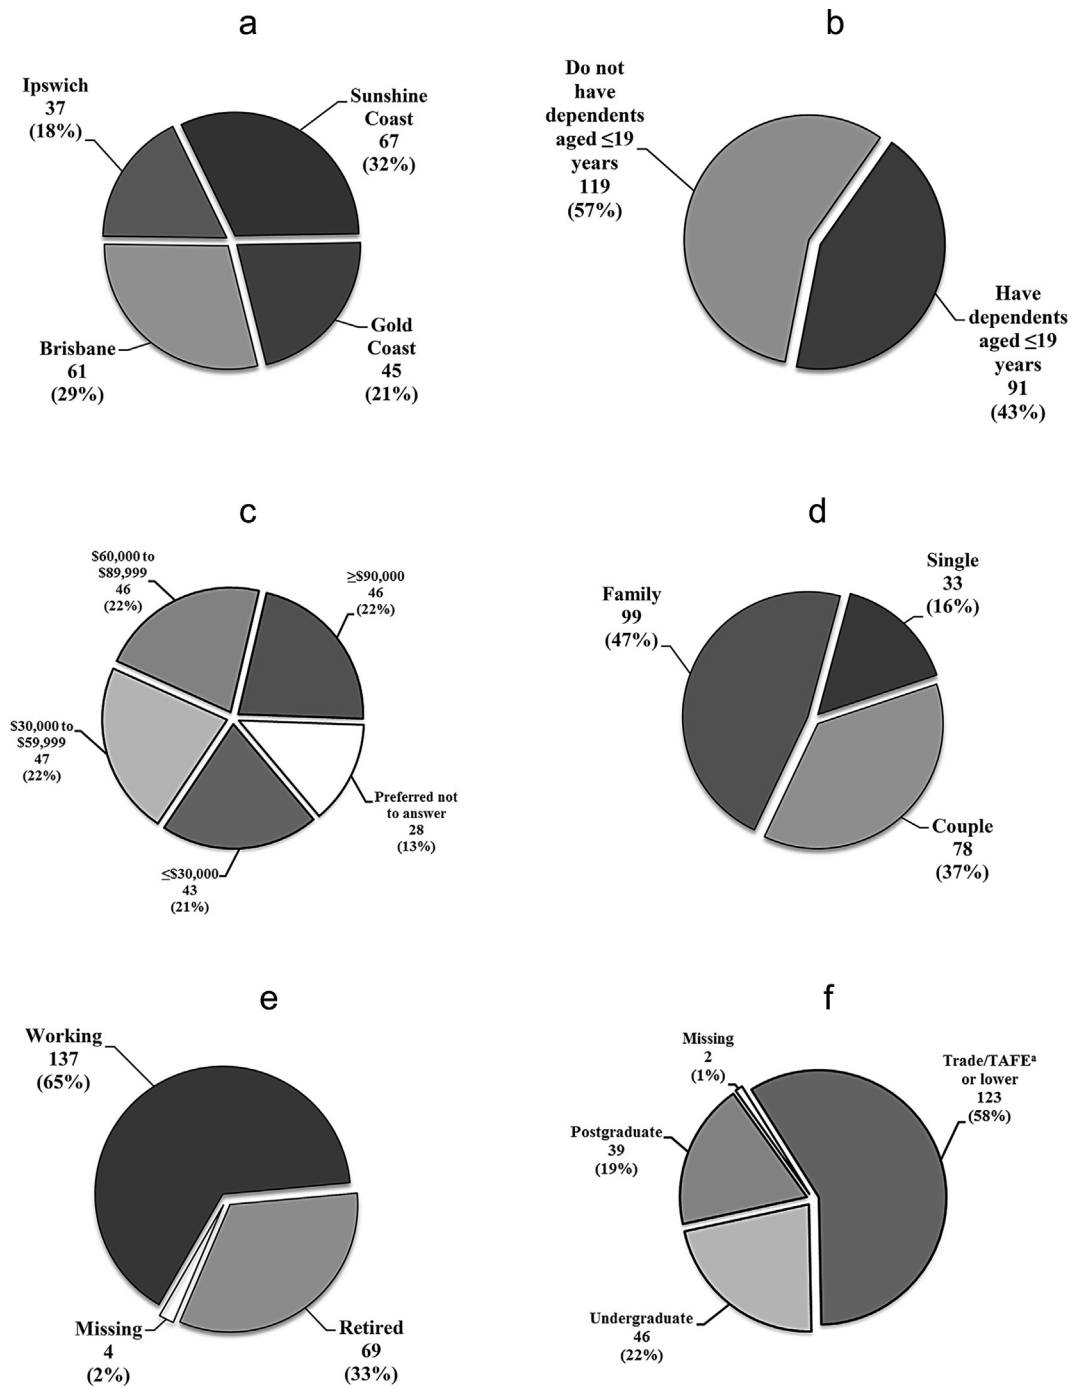 a
Ipswich
37
(18%)
Sunshine
Coast
67
(32%)
Brisbane
61
(29%)
Gold
Coast
45
(21%)
b
Do not
have
dependents
aged ≤19
years
119
(57%)
Have
dependents
aged ≤19
years
91
(43%)
c
$60,000 to
$89,999
46
(22%)
≥$90,000
46
(22%)
$30,000 to
$59,999
47
(22%)
Preferred not
to answer
28
(13%)
≤$30,000
43
(21%)
d
Family
99
(47%)
Single
33
(16%)
Couple
78
(37%)
e
Working
137
(65%)
Missing
4
(2%)
Retired
69
(33%)
f
Missing
2
(1%)
Trade/TAFEª
or lower
123
(58%)
Postgraduate
39
(19%)
Undergraduate
46
(22%)